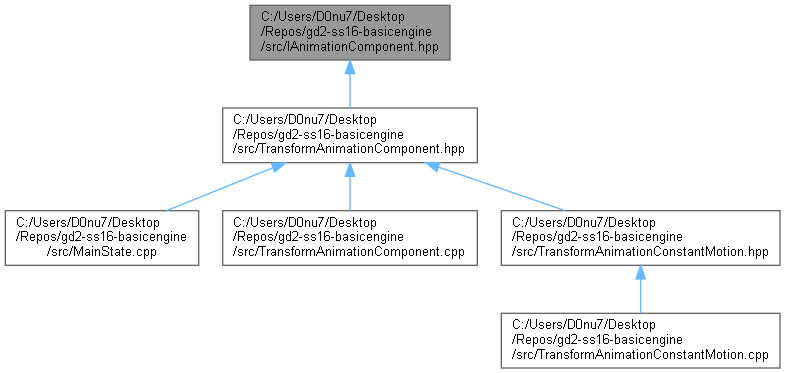 C:/Users/D0nu7/Desktop
/Repos/gd2-ss16-basicengine
/src/IAnimationComponent.hpp
C:/Users/D0nu7/Desktop
/Repos/gd2-ss16-basicengine
/src/TransformAnimationComponent.hpp
C:/Users/D0nu7/Desktop
/Repos/gd2-ss16-basicengine
/src/MainState.cpp
C:/Users/D0nu7/Desktop
/Repos/gd2-ss16-basicengine
/src/TransformAnimationComponent.cpp
C:/Users/D0nu7/Desktop
/Repos/gd2-ss16-basicengine
/src/TransformAnimationConstantMotion.hpp
C:/Users/D0nu7/Desktop
/Repos/gd2-ss16-basicengine
/src/TransformAnimationConstantMotion.cpp